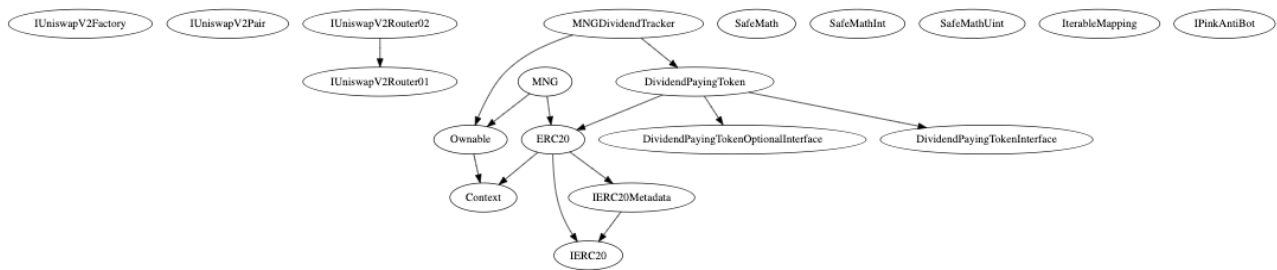 IUniswapV2Factory
IUniswapV2Pair
IUniswapV2Router02
MNGDividendTracker
SafeMath
SafeMathInt
SafeMathUint
IterableMapping
IPinkAntiBot
IUniswapV2Router01
MNG
DividendPayingToken
Ownable
ERC20
DividendPayingTokenOptionalInterface
DividendPayingTokenInterface
Context
IERC20Metadata
IERC20